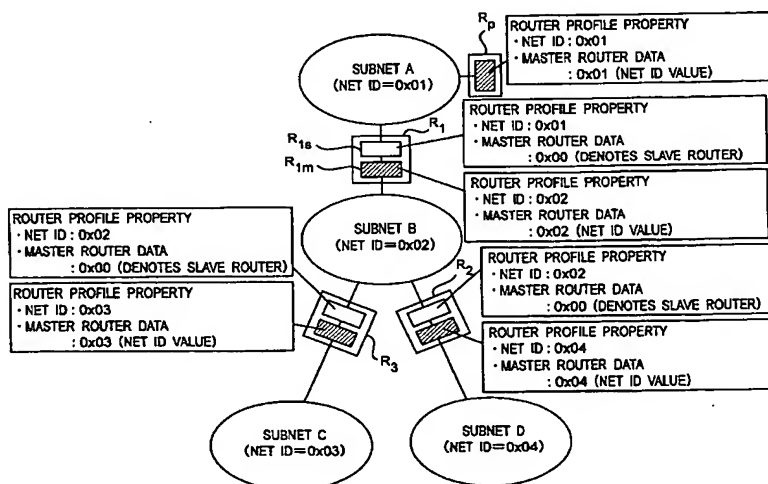 Rp
ROUTER PROFILE PROPERTY
・NET ID : 0x01
・MASTER ROUTER DATA
: 0x01 (NET ID VALUE)
SUBNET A
(NET ID=0x01)
R1
R1s
R1m
ROUTER PROFILE PROPERTY
・NET ID : 0x01
・MASTER ROUTER DATA
: 0x00 (DENOTES SLAVE ROUTER)
ROUTER PROFILE PROPERTY
・NET ID : 0x02
・MASTER ROUTER DATA
: 0x02 (NET ID VALUE)
SUBNET B
(NET ID=0x02)
ROUTER PROFILE PROPERTY
・NET ID : 0x02
・MASTER ROUTER DATA
: 0x00 (DENOTES SLAVE ROUTER)
ROUTER PROFILE PROPERTY
・NET ID : 0x03
・MASTER ROUTER DATA
: 0x03 (NET ID VALUE)
R3
R2
ROUTER PROFILE PROPERTY
・NET ID : 0x02
・MASTER ROUTER DATA
: 0x00 (DENOTES SLAVE ROUTER)
ROUTER PROFILE PROPERTY
・NET ID : 0x04
・MASTER ROUTER DATA
: 0x04 (NET ID VALUE)
SUBNET C
(NET ID=0x03)
SUBNET D
(NET ID=0x04)